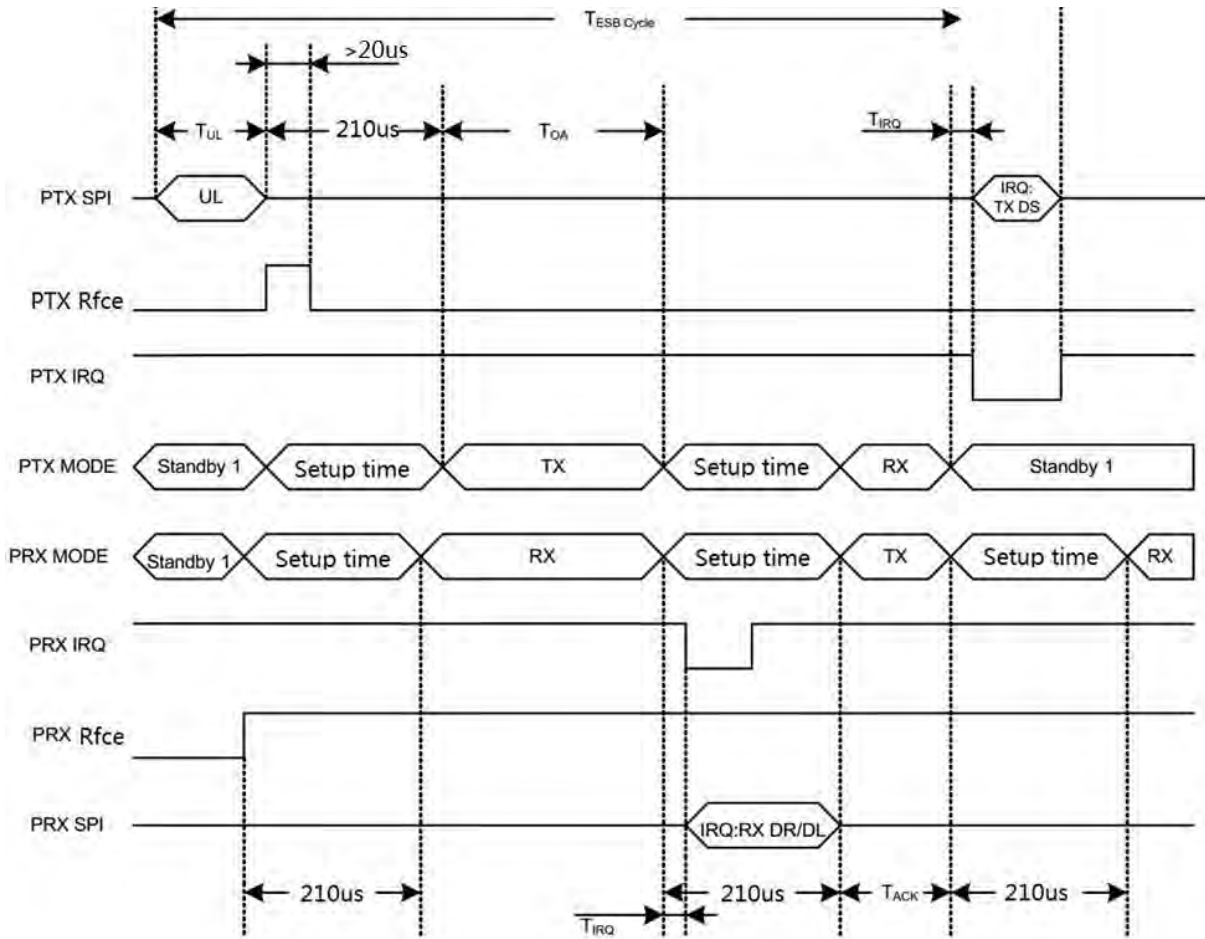 TESB Cycle
>20us
TUL
210us
TOA
TIRQ
PTX SPI
UL
IRQ:
TX DS
PTX Rfce
PTX IRQ
PTX MODE
Standby 1
Setup time
TX
Setup time
RX
Standby 1
PRX MODE
Standby 1
Setup time
RX
Setup time
TX
Setup time
RX
PRX IRQ
PRX Rfce
PRX SPI
IRQ:RX DR/DL
210us
210us
TACK
210us
TIRQ